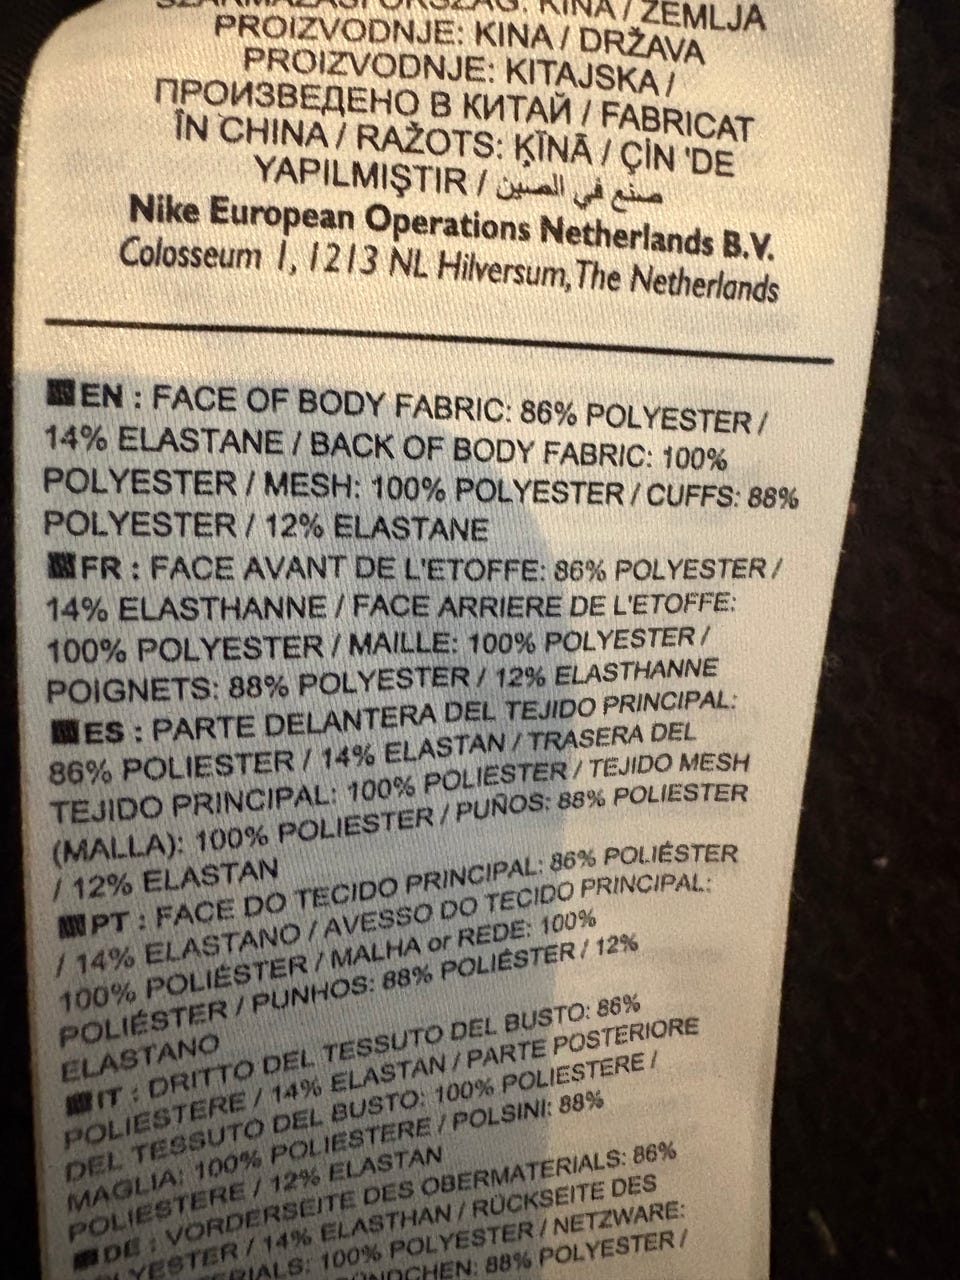 SZÁRMAZÁSI ORSZÁG: KÍNA / ZEMLJA
PROIZVODNJE: KINA / DRŽAVA
PROIZVODNJE: KITAJSKA /
ПРОИЗВЕДЕНО В КИТАЙ / FABRICAT
ÎN CHINA / RAŽOTS: ĶĪNĀ / ÇİN 'DE
YAPILMIŞTIR / صنع في الصين
Nike European Operations Netherlands B.V.
Colosseum 1, 1213 NL Hilversum, The Netherlands
EN : FACE OF BODY FABRIC: 86% POLYESTER /
14% ELASTANE / BACK OF BODY FABRIC: 100%
POLYESTER / MESH: 100% POLYESTER / CUFFS: 88%
POLYESTER / 12% ELASTANE
FR : FACE AVANT DE L'ETOFFE: 86% POLYESTER /
14% ELASTHANNE / FACE ARRIERE DE L'ETOFFE:
100% POLYESTER / MAILLE: 100% POLYESTER /
POIGNETS: 88% POLYESTER / 12% ELASTHANNE
ES : PARTE DELANTERA DEL TEJIDO PRINCIPAL:
86% POLIESTER / 14% ELASTAN / TRASERA DEL
TEJIDO PRINCIPAL: 100% POLIESTER / TEJIDO MESH
(MALLA): 100% POLIESTER / PUÑOS: 88% POLIESTER
/ 12% ELASTAN
PT : FACE DO TECIDO PRINCIPAL: 86% POLIÉSTER
/ 14% ELASTANO / AVESSO DO TECIDO PRINCIPAL:
100% POLIÉSTER / MALHA or REDE: 100%
POLIÉSTER / PUNHOS: 88% POLIÉSTER / 12%
ELASTANO
IT : DRITTO DEL TESSUTO DEL BUSTO: 86%
POLIESTERE / 14% ELASTAN / PARTE POSTERIORE
DEL TESSUTO DEL BUSTO: 100% POLIESTERE /
MAGLIA: 100% POLIESTERE / POLSINI: 88%
POLIESTERE / 12% ELASTAN
DE : VORDERSEITE DES OBERMATERIALS: 86%
LYESTER / 14% ELASTHAN / RÜCKSEITE DES
ERIALS: 100% POLYESTER / NETZWARE:
ÜNDCHEN: 88% POLYESTER /